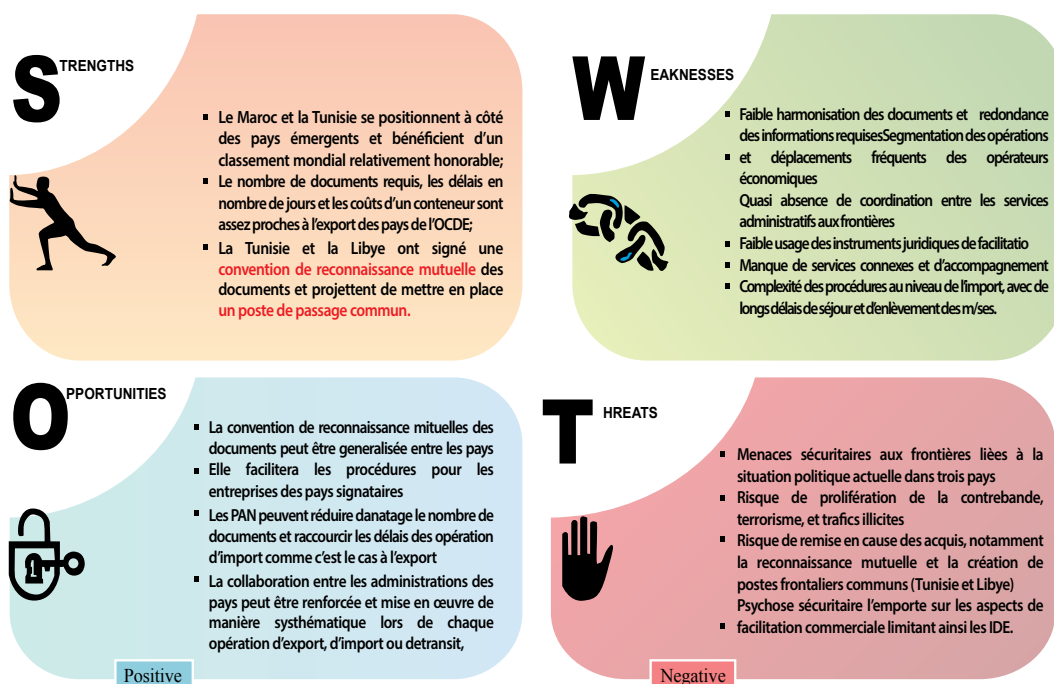 STRENGTHS
▪ Le Maroc et la Tunisie se positionnent à côté
des pays émergents et bénéficient d'un
classement mondial relativement honorable;
▪ Le nombre de documents requis, les délais en
nombre de jours et les coûts d'un conteneur sont
assez proches à l'export des pays de l'OCDE;
▪ La Tunisie et la Libye ont signé une
convention de reconnaissance mutuelle des
documents et projettent de mettre en place
un poste de passage commun.
WEAKNESSES
▪ Faible harmonisation des documents et redondance
des informations requisesSegmentation des opérations
▪ et déplacements fréquents des opérateurs
économiques
Quasi absence de coordination entre les services
administratifs aux frontières
▪ Faible usage des instruments juridiques de facilitatio
▪ Manque de services connexes et d'accompagnement
▪ Complexité des procédures au niveau de l'import, avec de
longs délais de séjour et d'enlèvement des m/ses.
OPPORTUNITIES
▪ La convention de reconnaissance mituelles des
documents peut être generalisée entre les pays
▪ Elle facilitera les procédures pour les
entreprises des pays signataires
▪ Les PAN peuvent réduire danatage le nombre de
documents et raccourcir les délais des opération
d'import comme c'est le cas à l'export
▪ La collaboration entre les administrations des
pays peut être renforcée et mise en œuvre de
manière systhématique lors de chaque
opération d'export, d'import ou detransit,
Positive
THREATS
▪ Menaces sécuritaires aux frontières liées à la
situation politique actuelle dans trois pays
▪ Risque de prolifération de la contrebande,
terrorisme, et trafics illicites
▪ Risque de remise en cause des acquis, notamment
la reconnaissance mutuelle et la création de
postes frontaliers communs (Tunisie et Libye)
Psychose sécuritaire l'emporte sur les aspects de
▪ facilitation commerciale limitant ainsi les IDE.
Negative